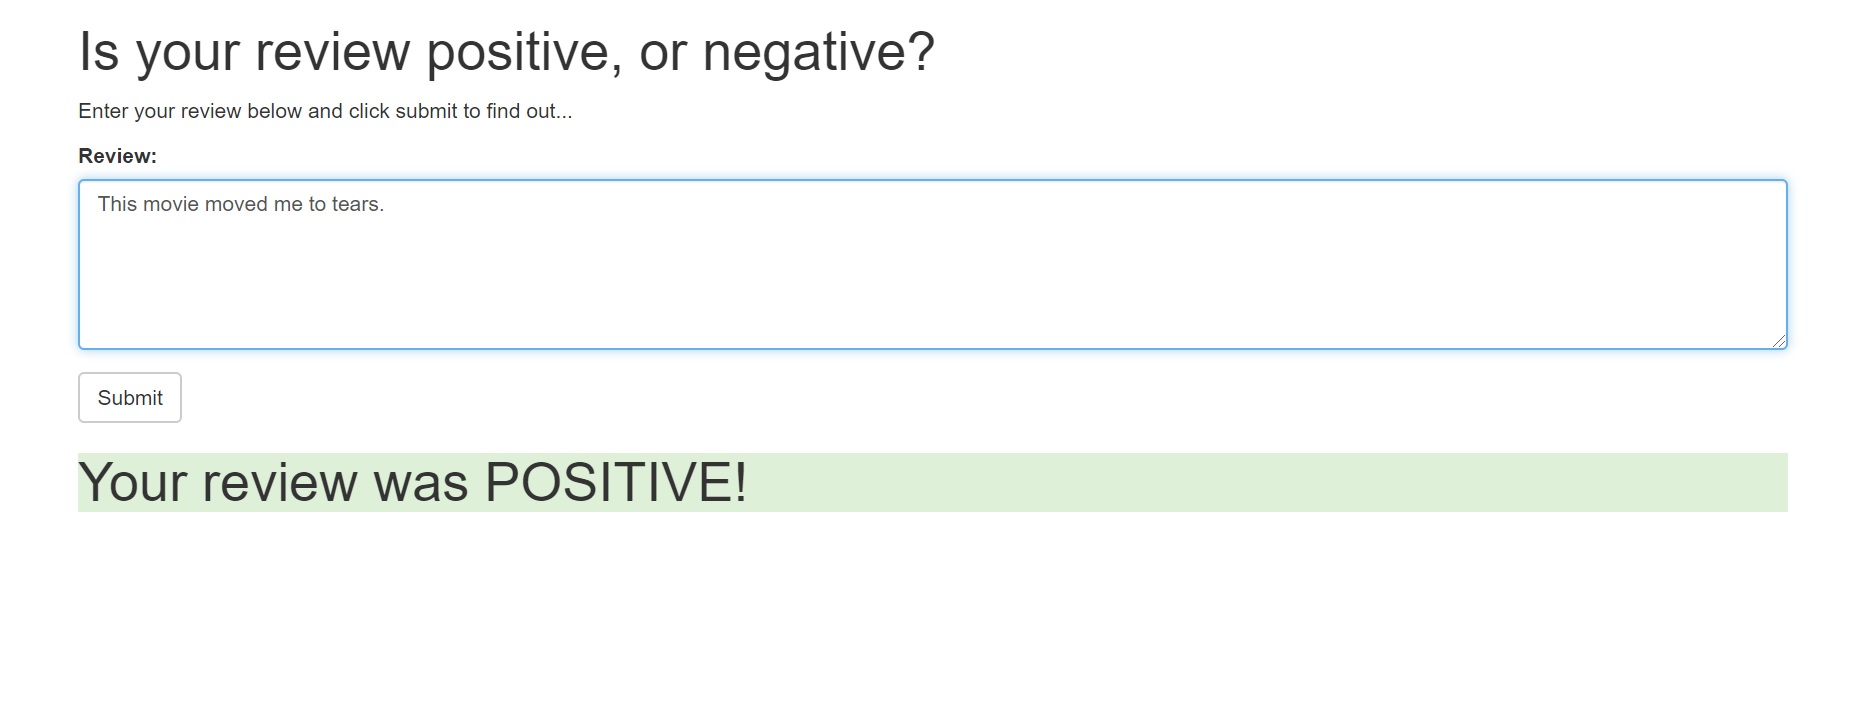 Is your review positive, or negative?
Enter your review below and click submit to find out...
Review:
This movie moved me to tears.
Submit
Your review was POSITIVE!